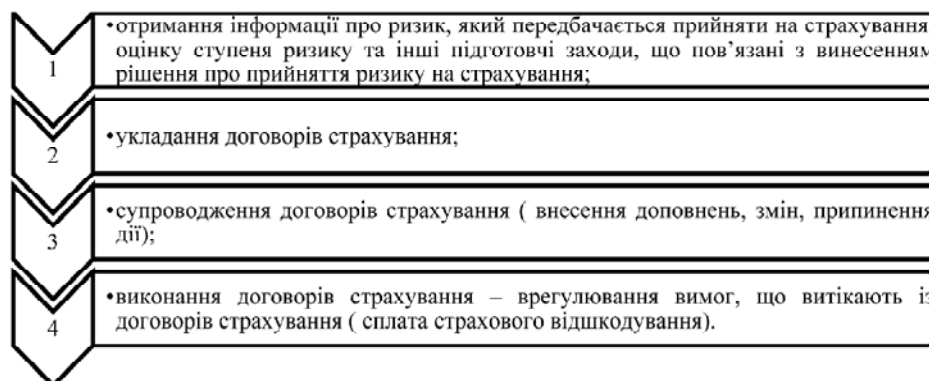 1
•отримання інформації про ризик, який передбачається прийняти на страхування
оцінку ступеня ризику та інші підготовчі заходи, що пов’язані з винесенням
рішення про прийняття ризику на страхування;
2
•укладання договорів страхування;
3
•супроводження договорів страхування ( внесення доповнень, змін, припинення
дії);
4
•виконання договорів страхування – врегулювання вимог, що витікають із
договорів страхування ( сплата страхового відшкодування).